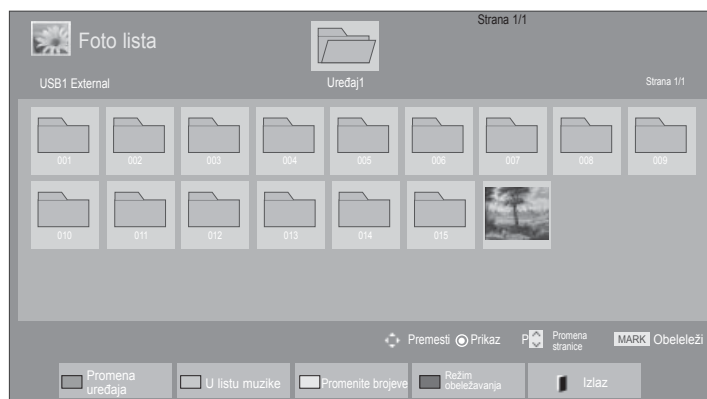 Strana 1/1
Foto lista
USB1 External
Uređaj1
Strana 1/1
001 002 003 004 005 006 007 008 009
010 011 012 013 014 015
Premesti Prikaz P Promena stranice MARK Obeleleži
Promena uređaja
U listu muzike
Promenite brojeve
Režim obeležavanja
Izlaz